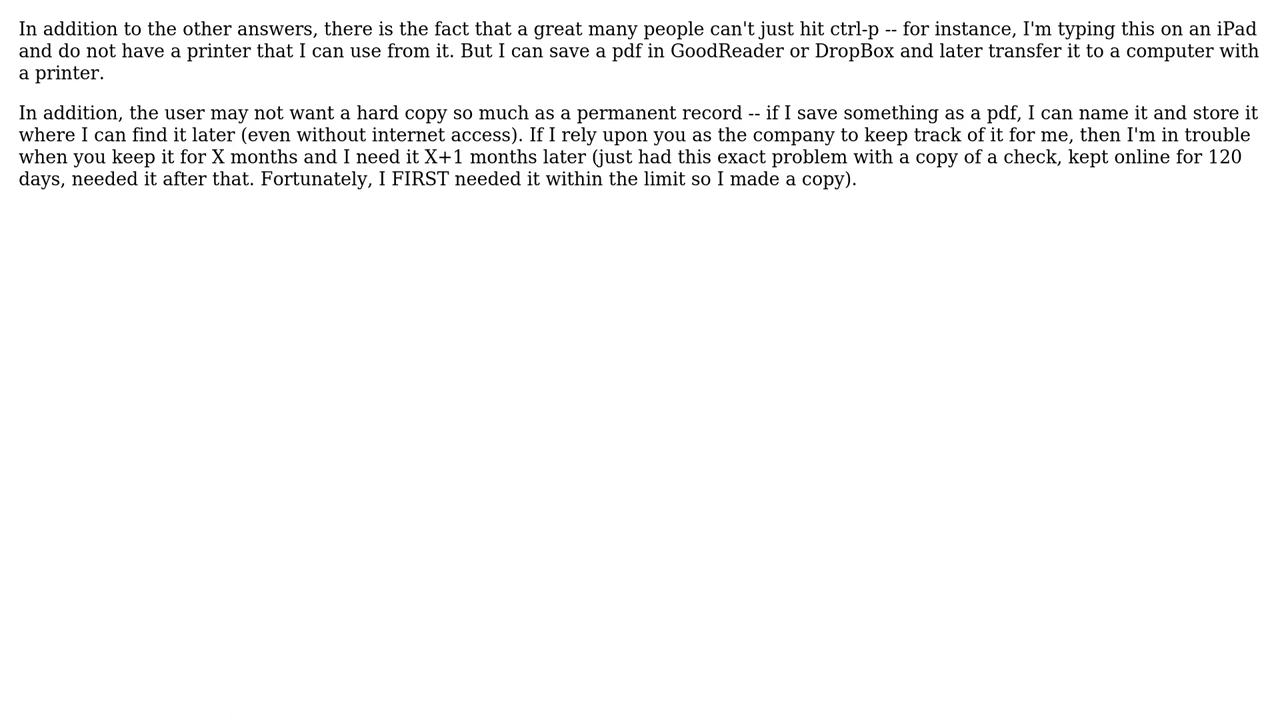 In addition to the other answers, there is the fact that a great many people can't just hit ctrl-p -- for instance, I'm typing this on an iPad
and do not have a printer that I can use from it. But I can save a pdf in GoodReader or DropBox and later transfer it to a computer with
a printer.
In addition, the user may not want a hard copy so much as a permanent record -- if I save something as a pdf, I can name it and store it
where I can find it later (even without internet access). If I rely upon you as the company to keep track of it for me, then I'm in trouble
when you keep it for X months and I need it X+1 months later (just had this exact problem with a copy of a check, kept online for 120
days, needed it after that. Fortunately, I FIRST needed it within the limit so I made a copy).